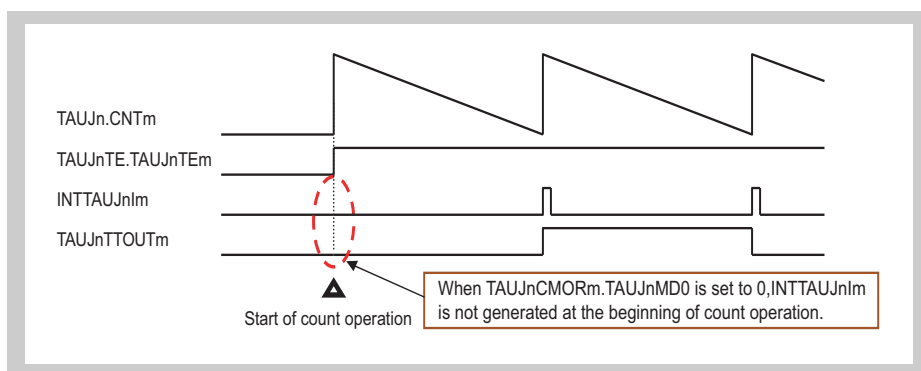 TAUJn.CNTm
TAUJnTE.TAUJnTEm
INTTAUJnIm
TAUJnTTOUTm
When TAUJnCMORm.TAUJnMD0 is set to 0,INTTAUJnIm
is not generated at the beginning of count operation.
Start of count operation